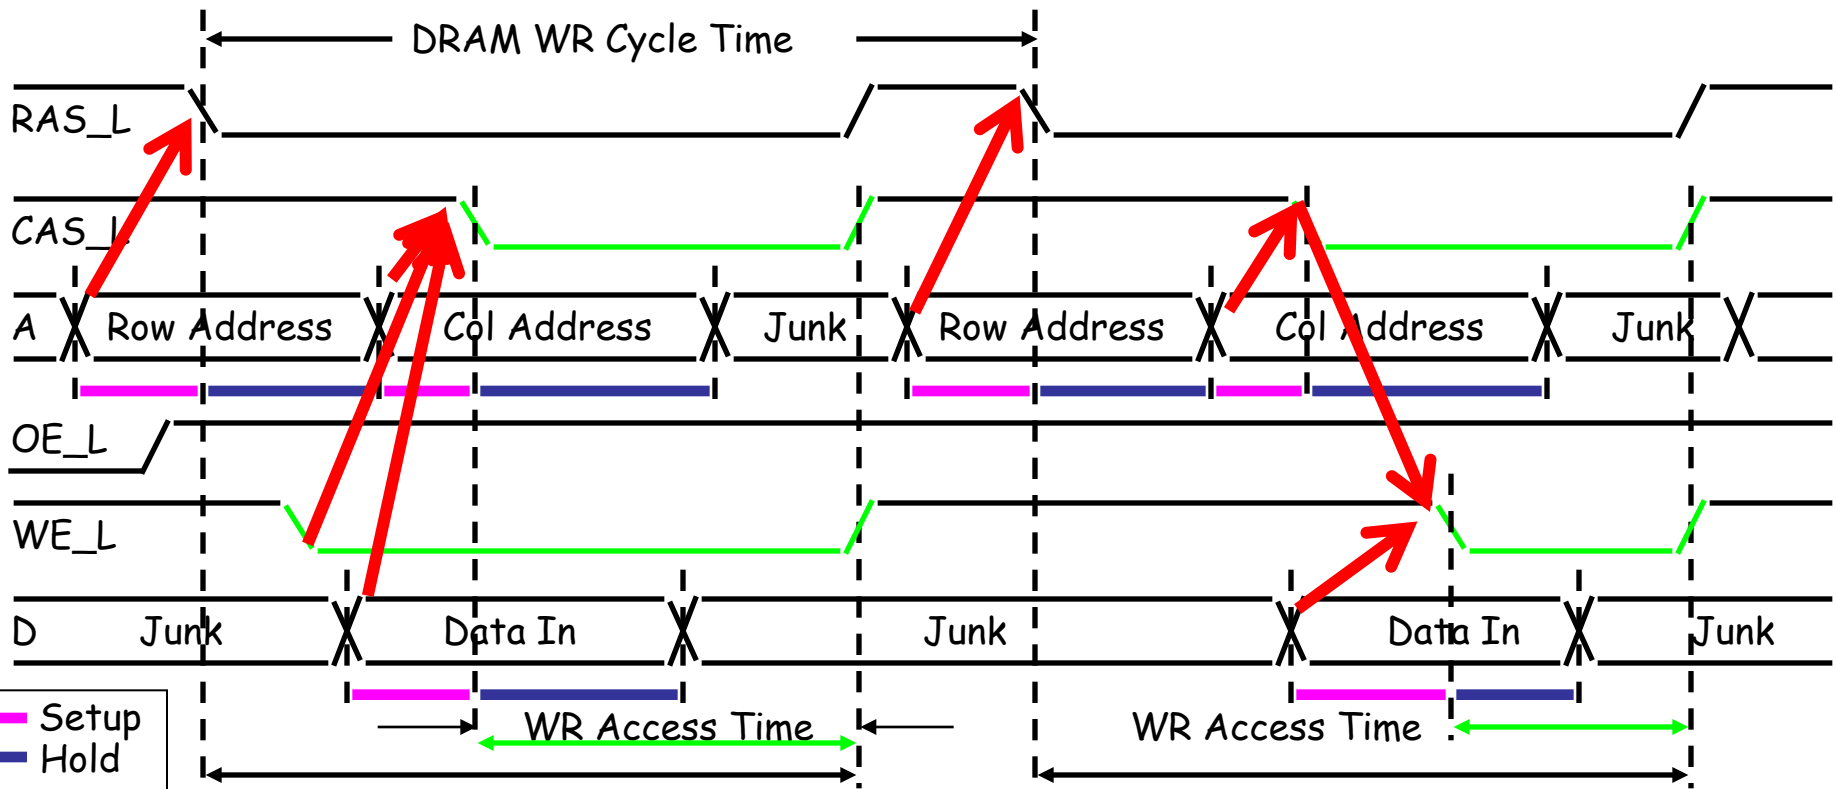 DRAM WR Cycle Time
RAS_L
CAS_L
A Row Address Col Address Junk Row Address Col Address Junk
OE_L
WE_L
D Junk Data In Junk Data In Junk
Setup WR Access Time WR Access Time
Hold